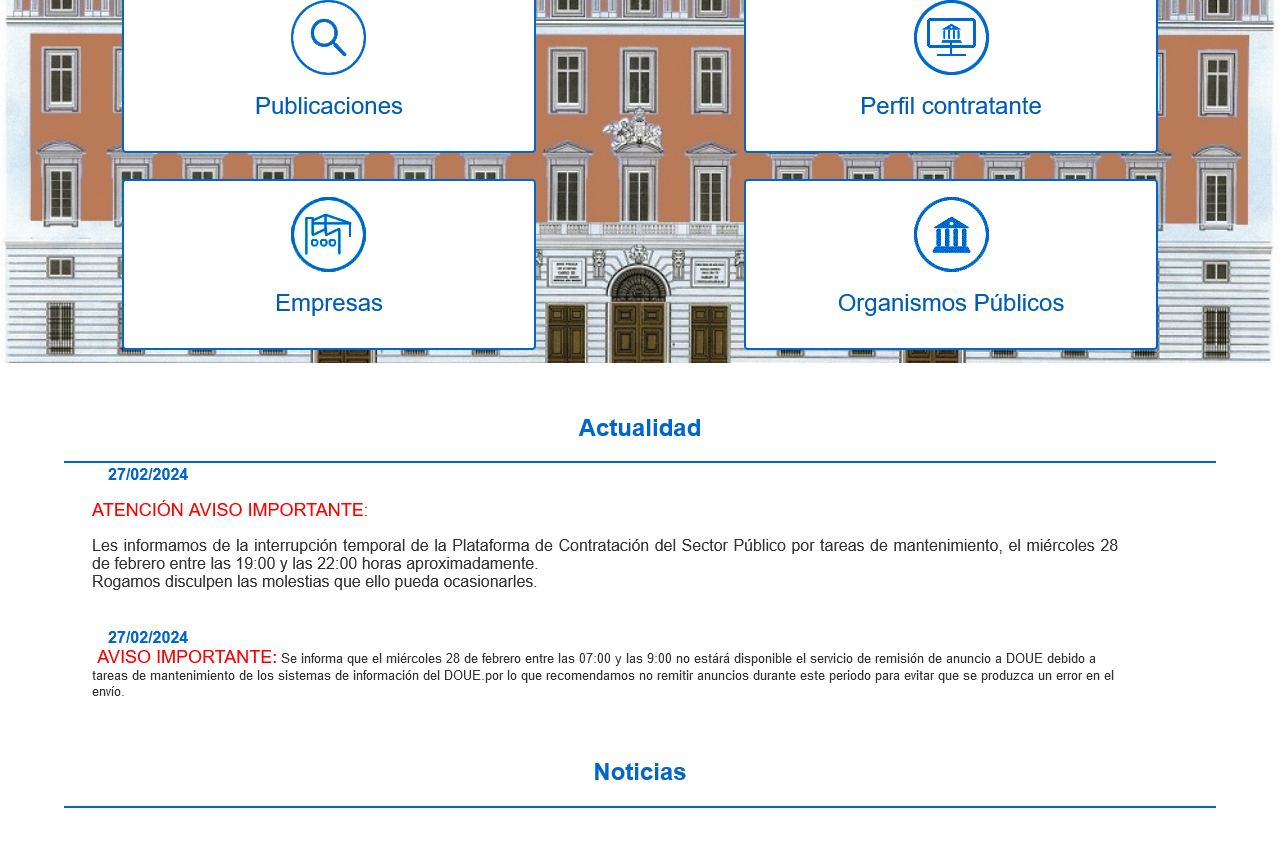 Publicaciones
Perfil contratante
Empresas
Organismos Públicos
Actualidad
27/02/2024
ATENCIÓN AVISO IMPORTANTE:
Les informamos de la interrupción temporal de la Plataforma de Contratación del Sector Público por tareas de mantenimiento, el miércoles 28
de febrero entre las 19:00 y las 22:00 horas aproximadamente.
Rogamos disculpen las molestias que ello pueda ocasionarles.
27/02/2024
AVISO IMPORTANTE: Se informa que el miércoles 28 de febrero entre las 07:00 y las 9:00 no estárá disponible el servicio de remisión de anuncio a DOUE debido a
tareas de mantenimiento de los sistemas de información del DOUE.por lo que recomendamos no remitir anuncios durante este periodo para evitar que se produzca un error en el
envío.
Noticias